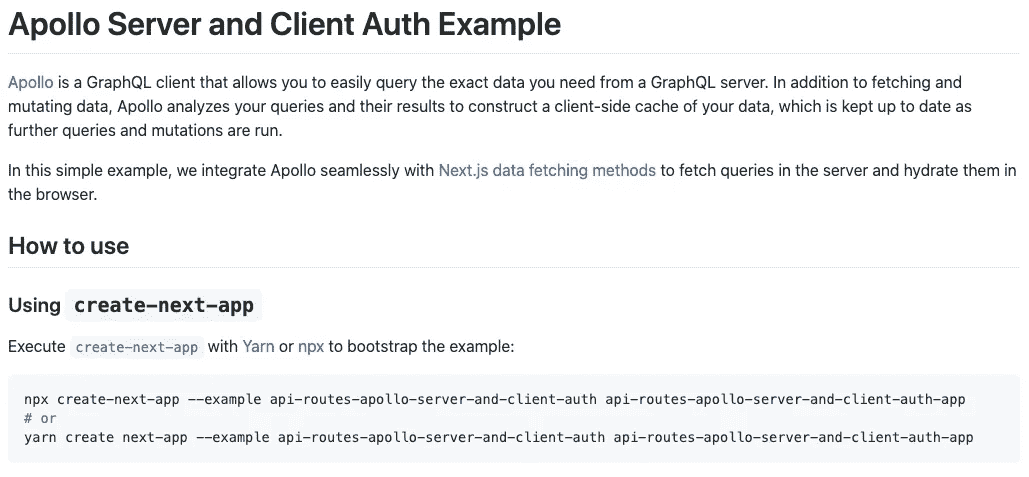 Apollo Server and Client Auth Example
Apollo is a GraphQL client that allows you to easily query the exact data you need from a GraphQL server. In addition to fetching and
mutating data, Apollo analyzes your queries and their results to construct a client-side cache of your data, which is kept up to date as
further queries and mutations are run.
In this simple example, we integrate Apollo seamlessly with Next.js data fetching methods to fetch queries in the server and hydrate them in
the browser.
How to use
Using create-next-app
Execute create-next-app with Yarn or npx to bootstrap the example:
npx create-next-app --example api-routes-apollo-server-and-client-auth api-routes-apollo-server-and-client-auth-app
# or
yarn create next-app --example api-routes-apollo-server-and-client-auth api-routes-apollo-server-and-client-auth-app